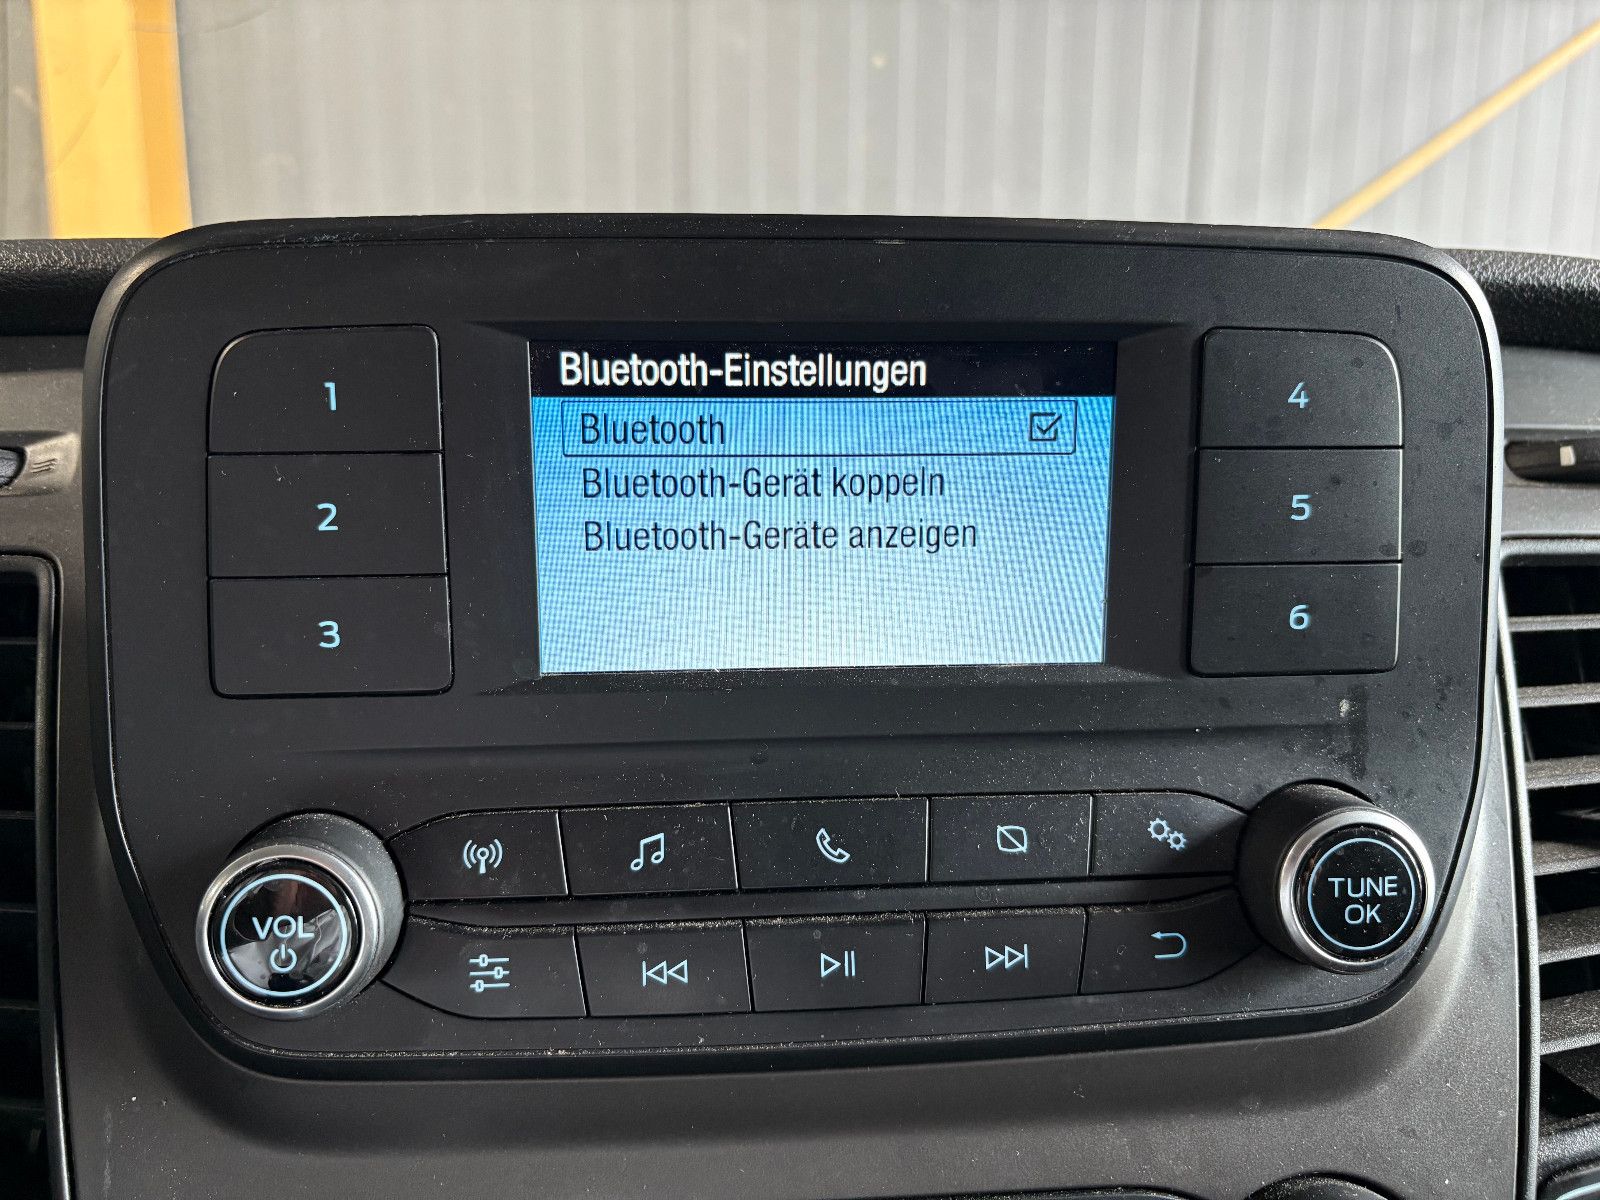 Bluetooth-Einstellungen
Bluetooth
Bluetooth-Gerät koppeln
Bluetooth-Geräte anzeigen
1
2
3
4
5
6
VOL
TUNE
OK